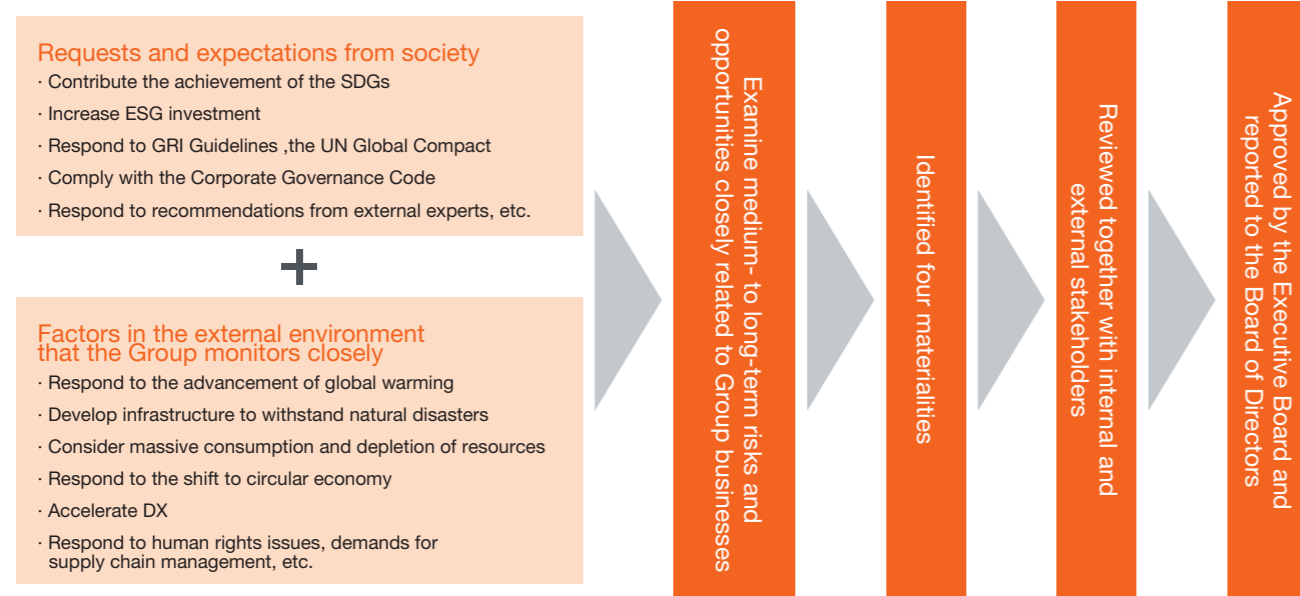 Requests and expectations from society
· Contribute the achievement of the SDGs
· Increase ESG investment
· Respond to GRI Guidelines ,the UN Global Compact
· Comply with the Corporate Governance Code
· Respond to recommendations from external experts, etc.
+
Factors in the external environment
that the Group monitors closely
· Respond to the advancement of global warming
· Develop infrastructure to withstand natural disasters
· Consider massive consumption and depletion of resources
· Respond to the shift to circular economy
· Accelerate DX
· Respond to human rights issues, demands for
supply chain management, etc.
Examine medium- to long-term risks and
opportunities closely related to Group businesses
Identified four materialities
Reviewed together with internal and
external stakeholders
Approved by the Executive Board and
reported to the Board of Directors